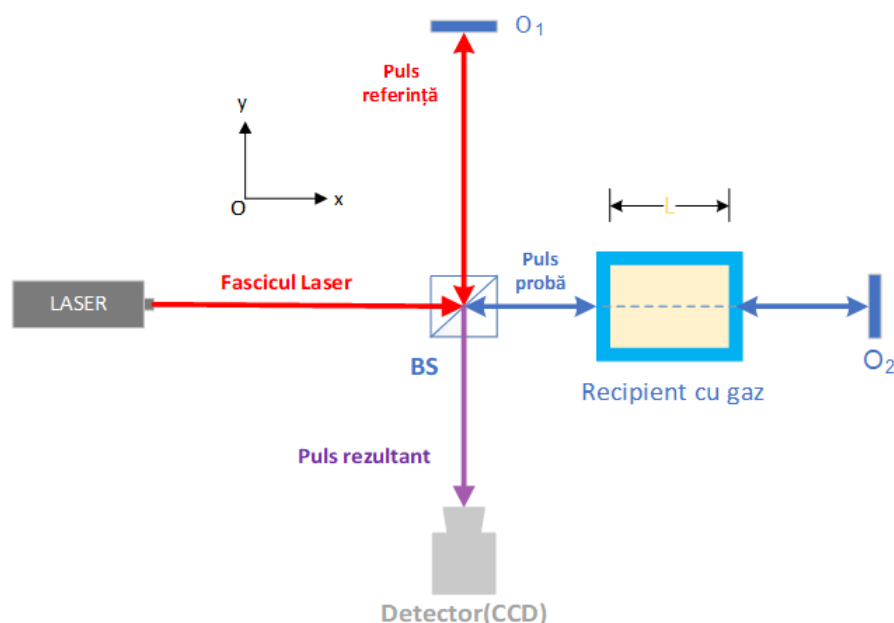 O1
Puls
referință
y
O
x
L
Puls
probă
Fascicul Laser
LASER
BS
O2
Recipient cu gaz
Puls rezultant
Detector(CCD)